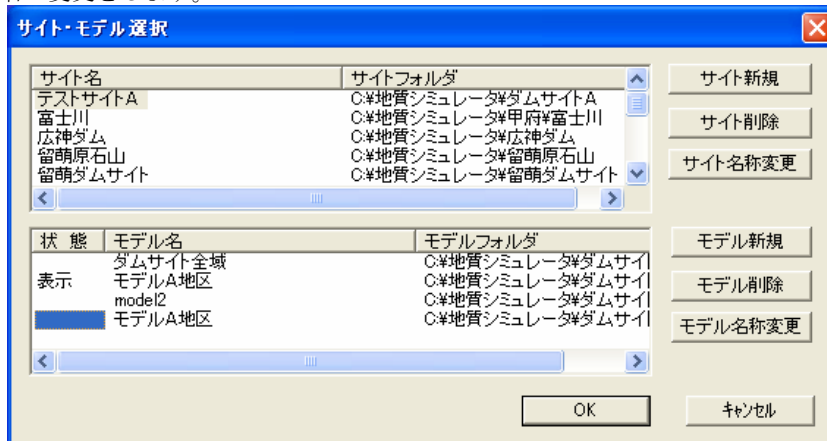 変更をします。
サイト・モデル選択
サイト名 サイトフォルダ
テストサイトA C:¥地質シミュレータ¥ダムサイトA
富士川 C:¥地質シミュレータ¥甲府¥富士川
広神ダム C:¥地質シミュレータ¥広神ダム
留萌原石山 C:¥地質シミュレータ¥留萌原石山
留萌ダムサイト C:¥地質シミュレータ¥留萌ダムサイト
サイト新規
サイト削除
サイト名称変更
状 態 モデル名 モデルフォルダ
ダムサイト全域 C:¥地質シミュレータ¥ダムサイ
表示 モデルA地区 C:¥地質シミュレータ¥ダムサイ
model2 C:¥地質シミュレータ¥ダムサイ
モデルA地区 C:¥地質シミュレータ¥ダムサイ
モデル新規
モデル削除
モデル名称変更
OK
キャンセル